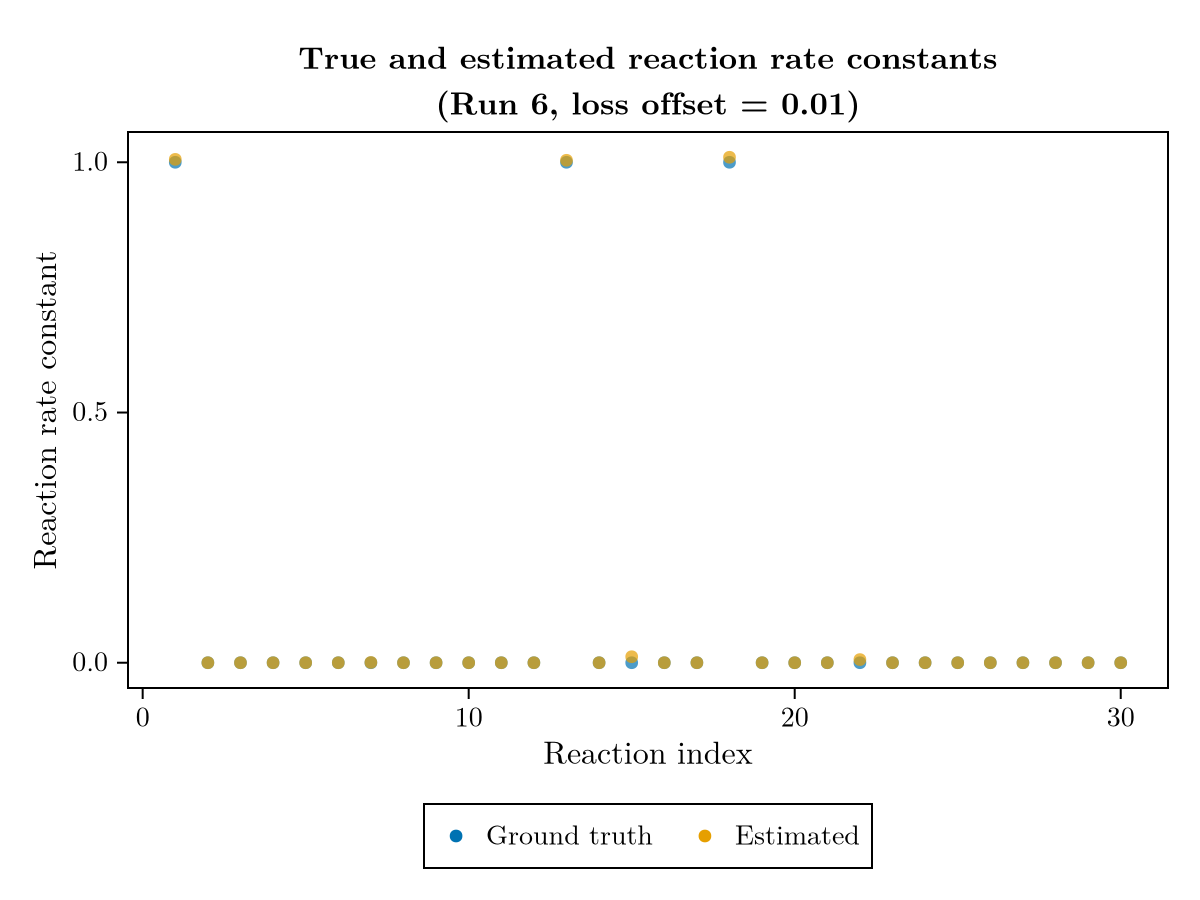 True and estimated reaction rate constants
(Run 6, loss offset = 0.01)
1.0
0.5
0.0
Reaction rate constant
0 10 20 30
Reaction index
Ground truth Estimated